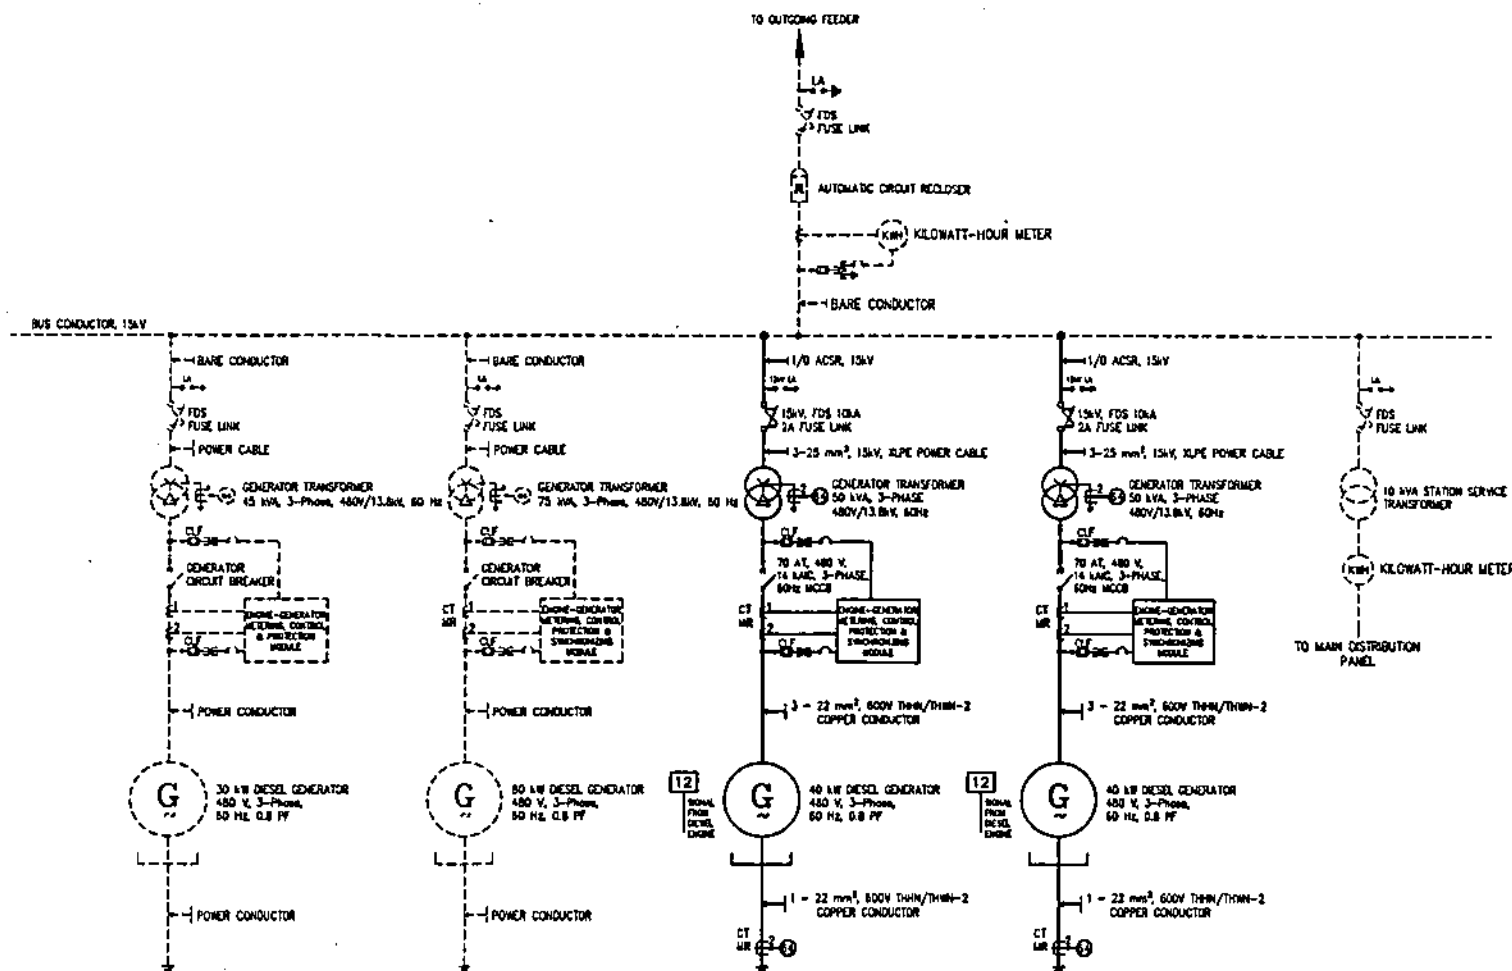 TO OUTGOING FEEDER
LA
FDS
FUSE LINK
AUTOMATIC CIRCUIT RECLOSER
KWH
KILOWATT-HOUR METER
BARE CONDUCTOR
BUS CONDUCTOR, 15kV
BARE CONDUCTOR
LA
FDS
FUSE LINK
POWER CABLE
GENERATOR TRANSFORMER
45 kVA, 3-Phase, 480V/13.8kV, 60 Hz
CLF
GENERATOR
CIRCUIT BREAKER
1
2
CLF
ENGINE-GENERATOR
METERING, CONTROL
& PROTECTION
SYNCHRONIZING
MODULE
POWER CONDUCTOR
G
~
30 kW DIESEL GENERATOR
480 V, 3-Phase,
60 Hz, 0.8 PF
POWER CONDUCTOR
BARE CONDUCTOR
LA
FDS
FUSE LINK
POWER CABLE
GENERATOR TRANSFORMER
75 kVA, 3-Phase, 480V/13.8kV, 60 Hz
CLF
GENERATOR
CIRCUIT BREAKER
CT
MR
1
2
CLF
ENGINE-GENERATOR
METERING, CONTROL
PROTECTION &
SYNCHRONIZING
MODULE
POWER CONDUCTOR
G
~
60 kW DIESEL GENERATOR
480 V, 3-Phase,
60 Hz, 0.8 PF
POWER CONDUCTOR
1/0 ACSR, 15kV
LA
15kV, FDS 10kA
2A FUSE LINK
3-25 mm², 15kV, XLPE POWER CABLE
2
GENERATOR TRANSFORMER
50 kVA, 3-PHASE
480V/13.8kV, 60Hz
CLF
70 AT, 480 V,
14 kAIC, 3-PHASE,
60Hz MCCB
CT
MR
1
2
CLF
ENGINE-GENERATOR
METERING, CONTROL
PROTECTION &
SYNCHRONIZING
MODULE
3 - 22 mm², 600V THHN/THWN-2
COPPER CONDUCTOR
12
SIGNAL
FROM
DIESEL
ENGINE
G
~
40 kW DIESEL GENERATOR
480 V, 3-Phase,
60 Hz, 0.8 PF
1 - 22 mm², 600V THHN/THWN-2
COPPER CONDUCTOR
CT
MR
2
1/0 ACSR, 15kV
LA
15kV, FDS 10kA
2A FUSE LINK
3-25 mm², 15kV, XLPE POWER CABLE
2
GENERATOR TRANSFORMER
50 kVA, 3-PHASE
480V/13.8kV, 60Hz
CLF
70 AT, 480 V,
14 kAIC, 3-PHASE,
60Hz MCCB
CT
MR
1
2
CLF
ENGINE-GENERATOR
METERING, CONTROL
PROTECTION &
SYNCHRONIZING
MODULE
3 - 22 mm², 600V THHN/THWN-2
COPPER CONDUCTOR
12
SIGNAL
FROM
DIESEL
ENGINE
G
~
40 kW DIESEL GENERATOR
480 V, 3-Phase,
60 Hz, 0.8 PF
1 - 22 mm², 600V THHN/THWN-2
COPPER CONDUCTOR
CT
MR
2
LA
FDS
FUSE LINK
10 kVA STATION SERVICE
TRANSFORMER
KWH
KILOWATT-HOUR METER
TO MAIN DISTRIBUTION
PANEL